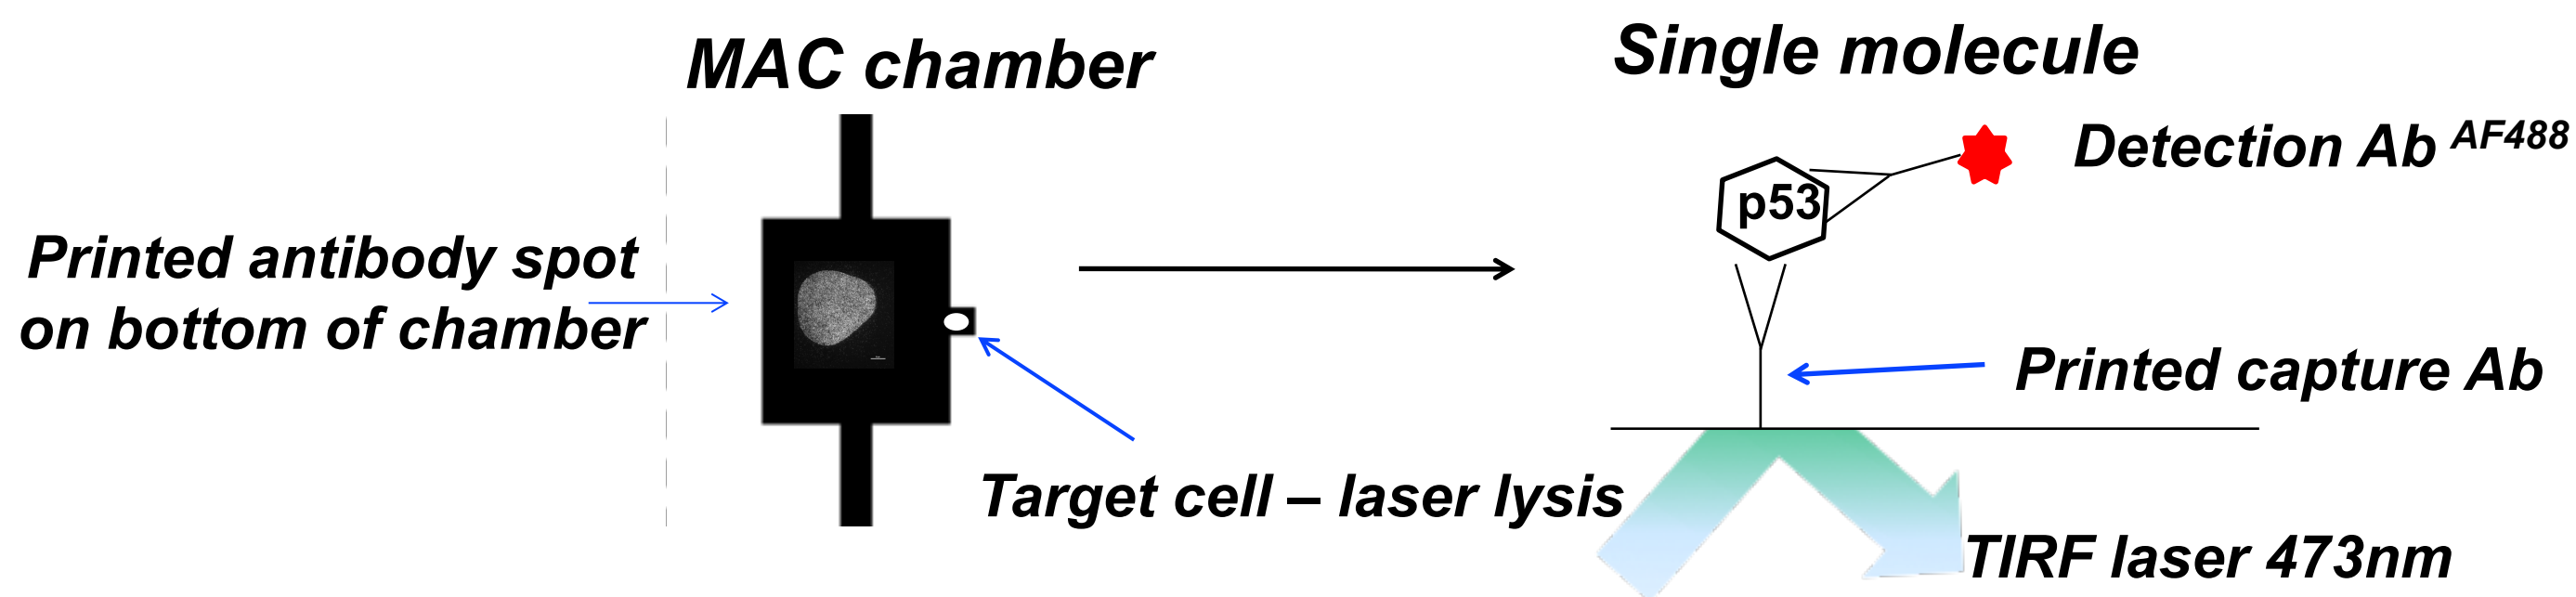 MAC chamber
Single molecule
Detection Ab AF488
p53
Printed antibody spot
on bottom of chamber
Printed capture Ab
Target cell – laser lysis
TIRF laser 473nm